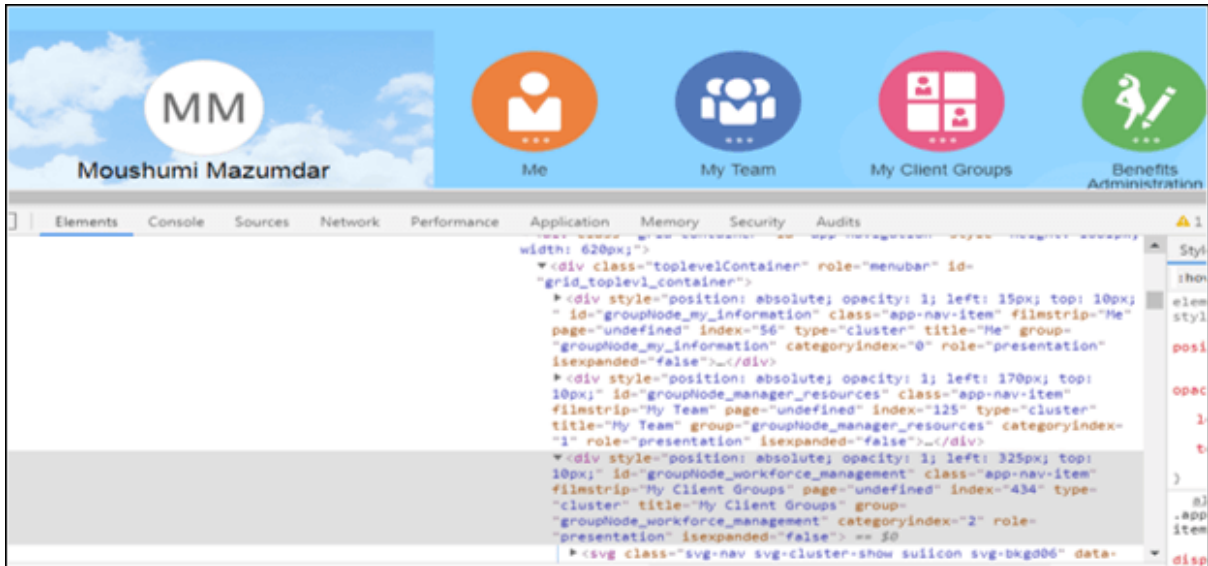 MM
Moushumi Mazumdar
Me
My Team
My Client Groups
Benefits
Administration
Elements Console Sources Network Performance Application Memory Security Audits 1
width: 620px;">
▼<div class="toplevelContainer" role="menubar" id=
"grid_toplevl_container">
▶<div style="position: absolute; opacity: 1; left: 15px; top: 10px;
" id="groupNode_my_information" class="app-nav-item" filmstrip="Me"
page="undefined" index="56" type="cluster" title="Me" group=
"groupNode_my_information" categoryindex="0" role="presentation"
isexpanded="false">…</div>
▶<div style="position: absolute; opacity: 1; left: 170px; top:
10px;" id="groupNode_manager_resources" class="app-nav-item"
filmstrip="My Team" page="undefined" index="125" type="cluster"
title="My Team" group="groupNode_manager_resources" categoryindex=
"1" role="presentation" isexpanded="false">…</div>
▼<div style="position: absolute; opacity: 1; left: 325px; top:
10px;" id="groupNode_workforce_management" class="app-nav-item"
filmstrip="My Client Groups" page="undefined" index="434" type=
"cluster" title="My Client Groups" group=
"groupNode_workforce_management" categoryindex="2" role=
"presentation" isexpanded="false"> == $0
▶<svg class="svg-nav svg-cluster-show suiicon svg-bkgd06" data-
Styl
:hov
elem
styl
posi
opac
l
t
}
.app
item
disp